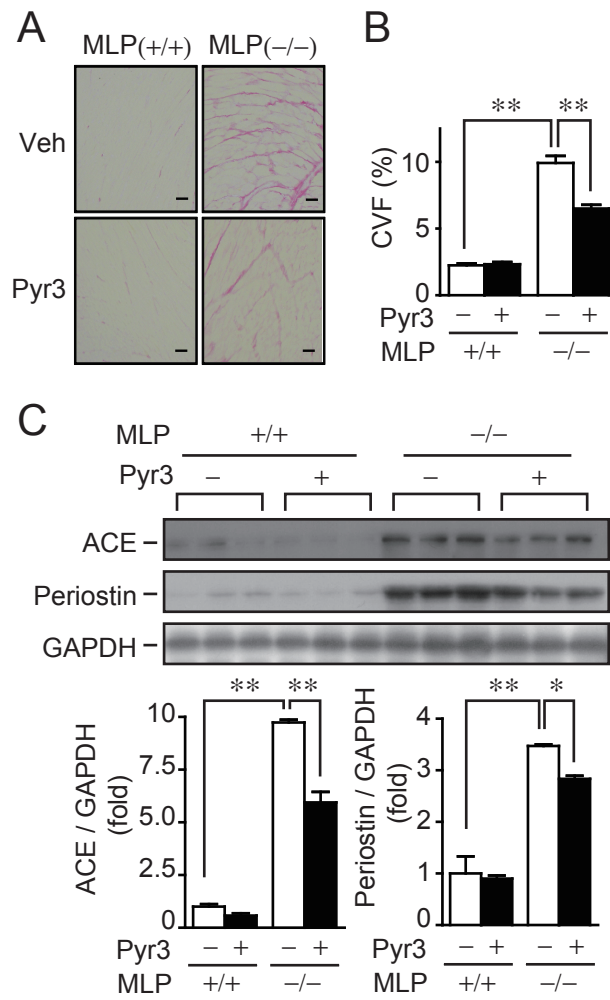 A
MLP(+/+) MLP(−/−)
Veh
Pyr3
B
** **
CVF (%)
10
5
0
Pyr3 − + − +
MLP +/+ −/−
C
MLP +/+ −/−
Pyr3 − + − +
ACE
Periostin
GAPDH
** **
ACE / GAPDH
(fold)
10
7.5
5.0
2.5
0
Pyr3 − + − +
MLP +/+ −/−
** *
Periostin / GAPDH
(fold)
4
3
1
0
Pyr3 − + − +
MLP +/+ −/−